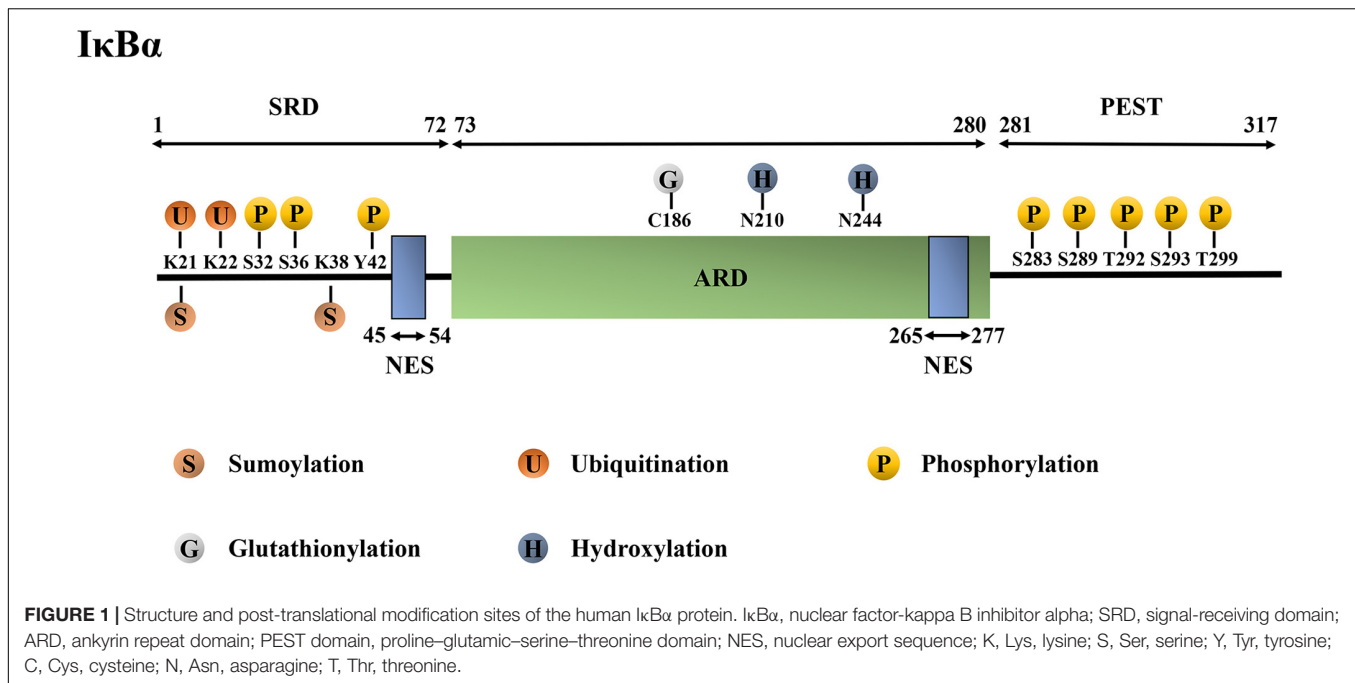 IκBα
SRD
PEST
1
72
73
280
281
317
G
H
H
U
U
P
P
P
P
P
P
P
P
C186
N210
N244
K21
K22
S32
S36
K38
Y42
S283
S289
T292
S293
T299
ARD
S
S
45
54
265
277
NES
NES
S Sumoylation
U Ubiquitination
P Phosphorylation
G Glutathionylation
H Hydroxylation
FIGURE 1 | Structure and post-translational modification sites of the human IκBα protein. IκBα, nuclear factor-kappa B inhibitor alpha; SRD, signal-receiving domain;
ARD, ankyrin repeat domain; PEST domain, proline–glutamic–serine–threonine domain; NES, nuclear export sequence; K, Lys, lysine; S, Ser, serine; Y, Tyr, tyrosine;
C, Cys, cysteine; N, Asn, asparagine; T, Thr, threonine.